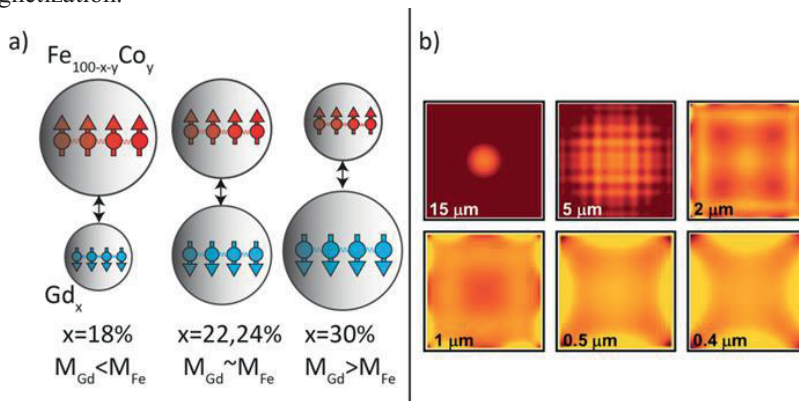 gnetization.
a)
Fe100-x-yCoy
Gdx
x=18%
x=22,24%
x=30%
MGd<MFe
MGd~MFe
MGd>MFe
b)
15 µm
5 µm
2 µm
1 µm
0.5 µm
0.4 µm